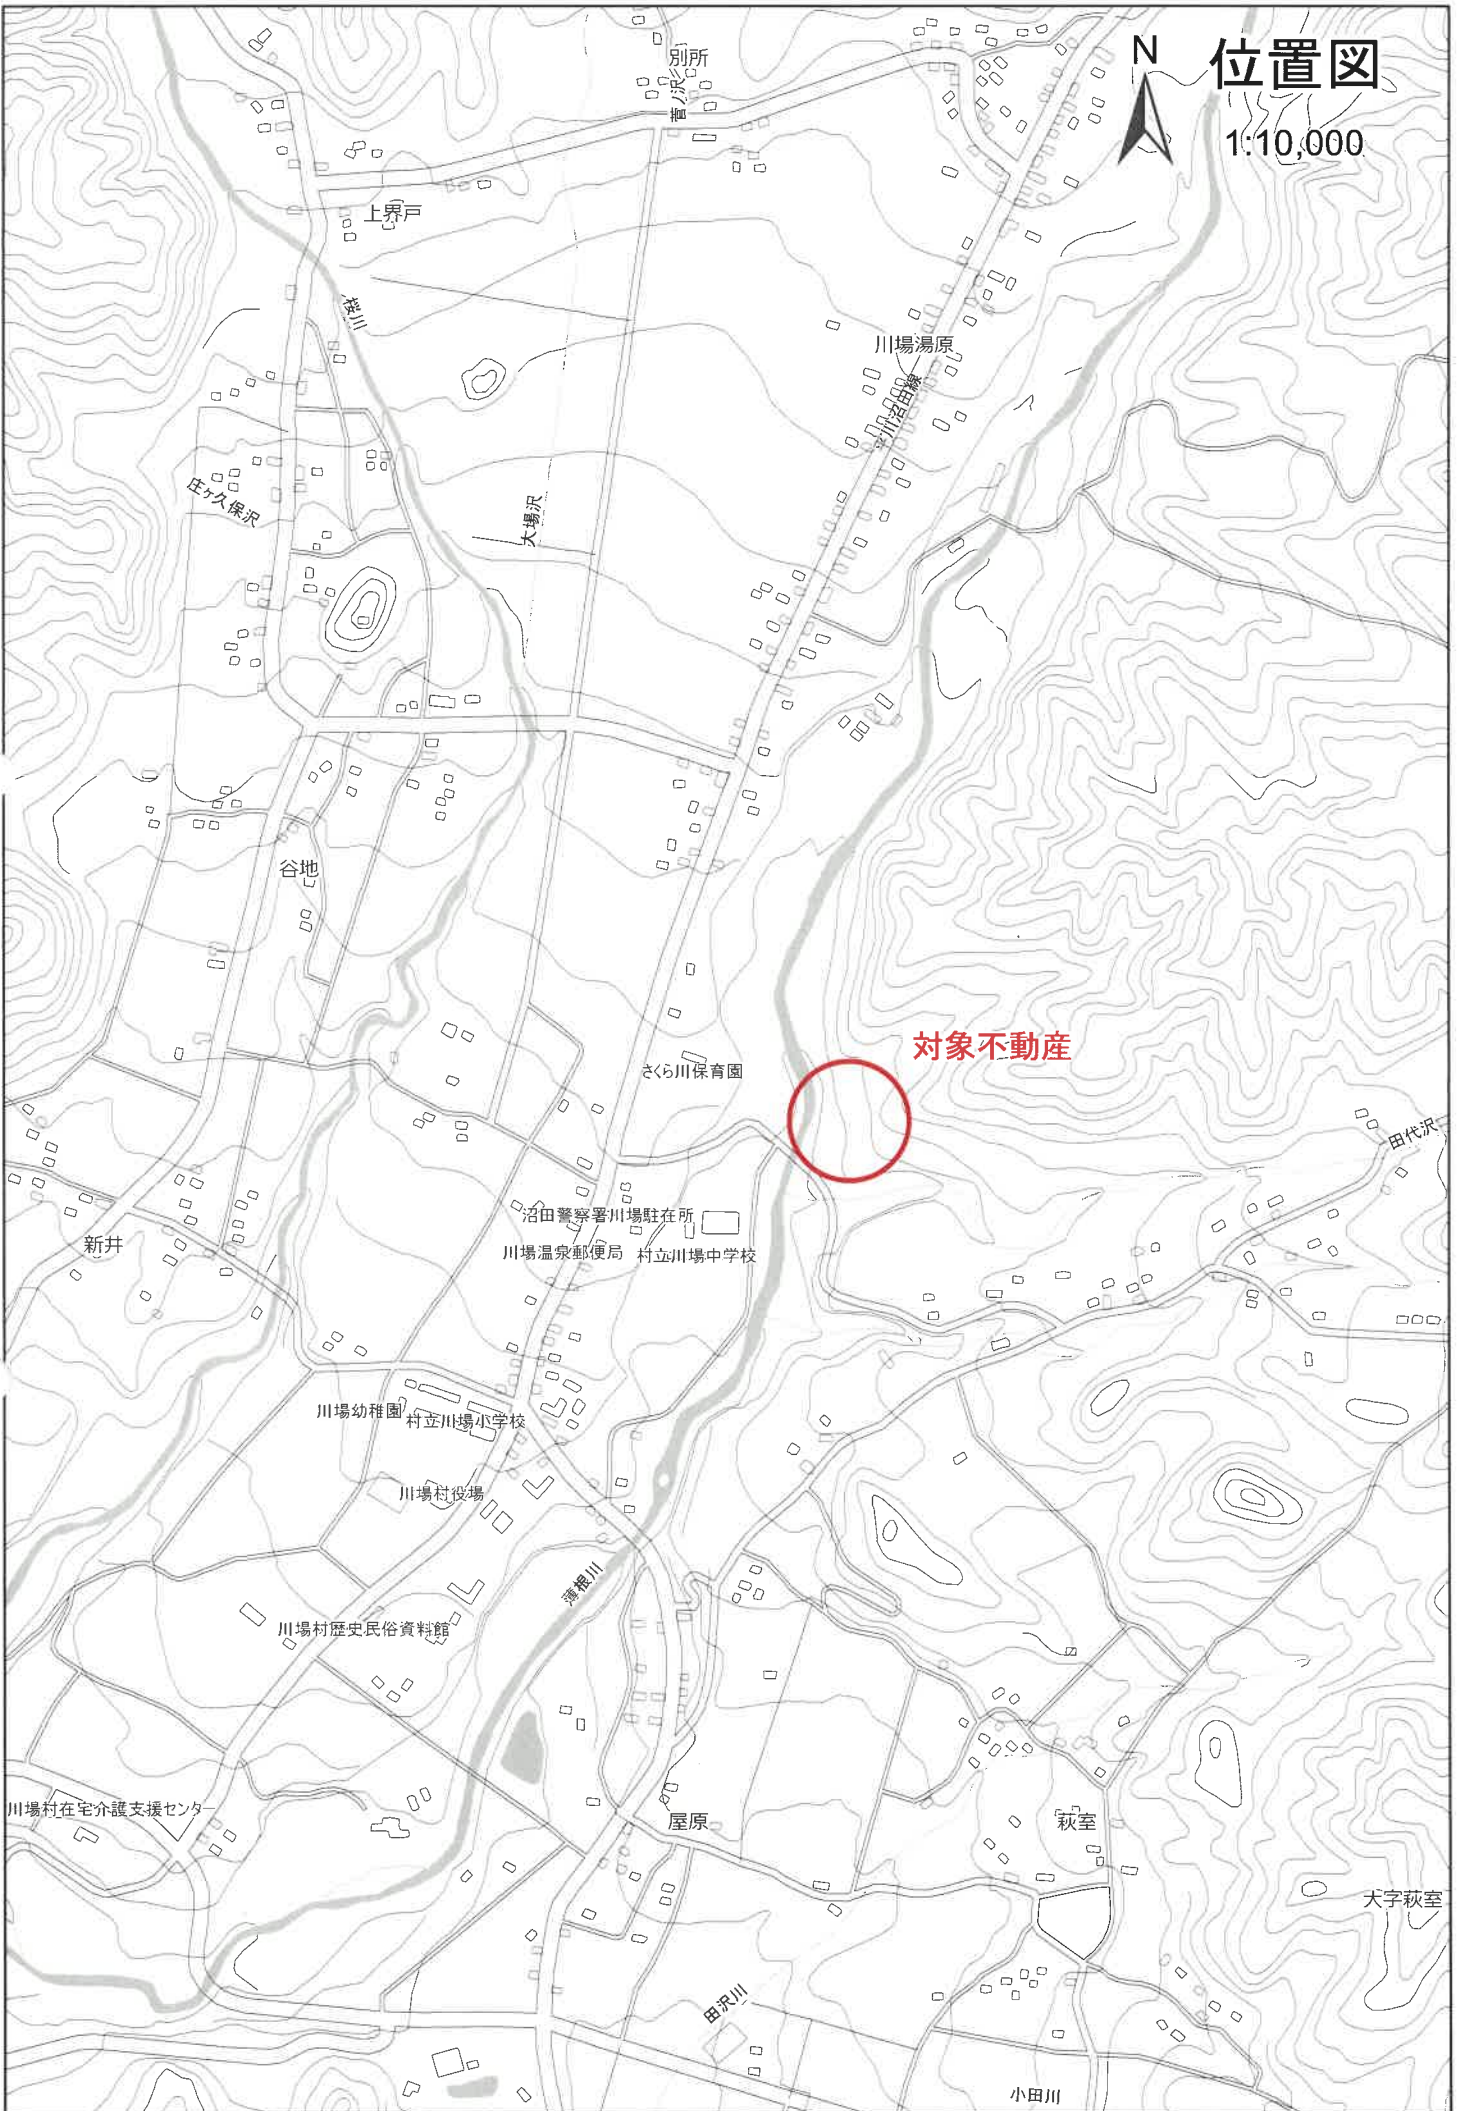 N
位置図
1:10,000
別所
菅ノ沢
上界戸
桜川
川場湯原
平川沼田線
庄ヶ久保沢
大場沢
谷地
対象不動産
さくら川保育園
田代沢
沼田警察署川場駐在所
新井
川場温泉郵便局
村立川場中学校
川場幼稚園
村立川場小学校
川場村役場
薄根川
川場村歴史民俗資料館
川場村在宅介護支援センター
屋原
萩室
大字萩室
田沢川
小田川